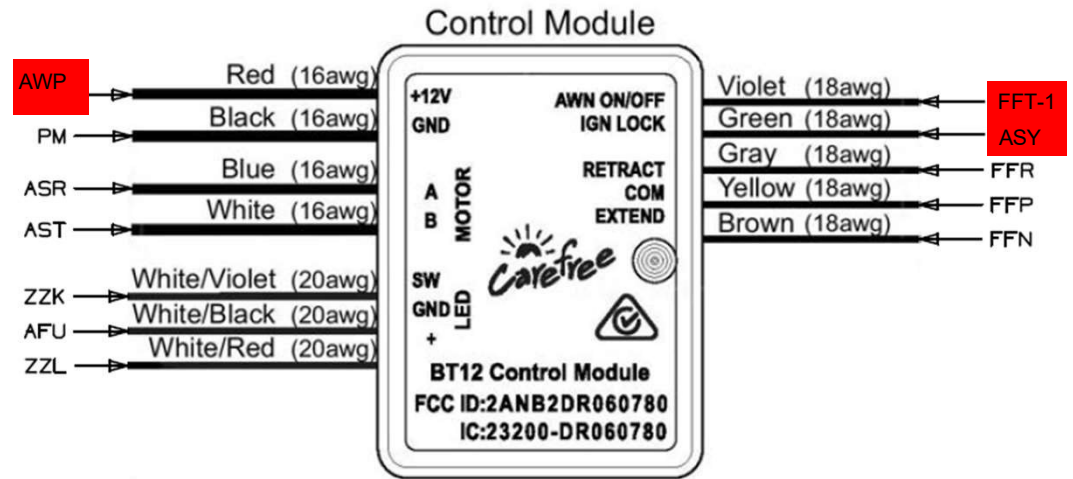 Control Module
AWP
Red (16awg)
PM
Black (16awg)
ASR
Blue (16awg)
AST
White (16awg)
ZZK
White/Violet (20awg)
AFU
White/Black (20awg)
ZZL
White/Red (20awg)
+12V
GND
A
B
MOTOR
SW
GND
+
LED
AWN ON/OFF
IGN LOCK
RETRACT
COM
EXTEND
Carefree
BT12 Control Module
FCC ID:2ANB2DR060780
IC:23200-DR060780
Violet (18awg)
FFT-1
Green (18awg)
ASY
Gray (18awg)
FFR
Yellow (18awg)
FFP
Brown (18awg)
FFN